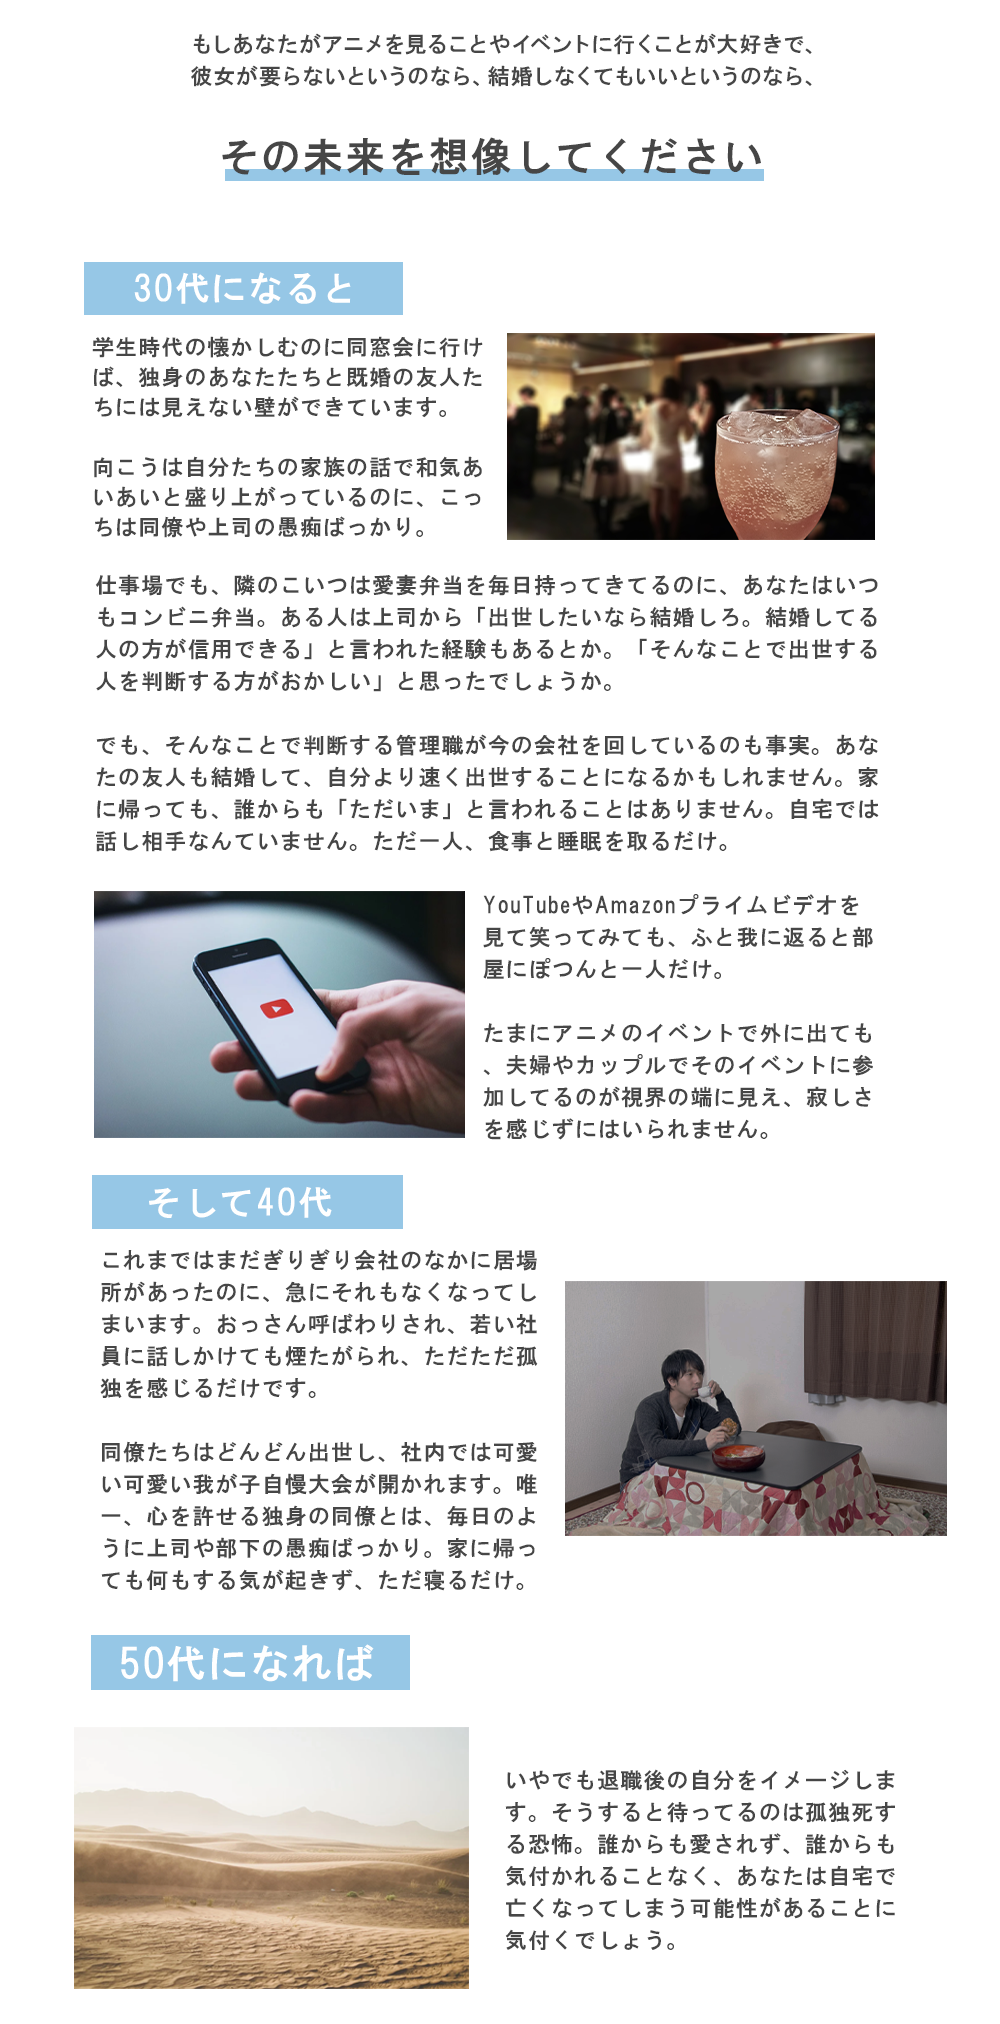 もしあなたがアニメを見ることやイベントに行くことが大好きで、
彼女が要らないというのなら、結婚しなくてもいいというのなら、
その未来を想像してください
30代になると
学生時代の懐かしむのに同窓会に行け
ば、独身のあなたたちと既婚の友人た
ちには見えない壁ができています。
向こうは自分たちの家族の話で和気あ
いあいと盛り上がっているのに、こっ
ちは同僚や上司の愚痴ばっかり。
仕事場でも、隣のこいつは愛妻弁当を毎日持ってきてるのに、あなたはいつ
もコンビニ弁当。ある人は上司から「出世したいなら結婚しろ。結婚してる
人の方が信用できる」と言われた経験もあるとか。「そんなことで出世する
人を判断する方がおかしい」と思ったでしょうか。
でも、そんなことで判断する管理職が今の会社を回しているのも事実。あな
たの友人も結婚して、自分より速く出世することになるかもしれません。家
に帰っても、誰からも「ただいま」と言われることはありません。自宅では
話し相手なんていません。ただ一人、食事と睡眠を取るだけ。
YouTubeやAmazonプライムビデオを
見て笑ってみても、ふと我に返ると部
屋にぽつんと一人だけ。
たまにアニメのイベントで外に出ても
、夫婦やカップルでそのイベントに参
加してるのが視界の端に見え、寂しさ
を感じずにはいられません。
そして40代
これまではまだぎりぎり会社のなかに居場
所があったのに、急にそれもなくなってし
まいます。おっさん呼ばわりされ、若い社
員に話しかけても煙たがられ、ただただ孤
独を感じるだけです。
同僚たちはどんどん出世し、社内では可愛
い可愛い我が子自慢大会が開かれます。唯
一、心を許せる独身の同僚とは、毎日のよ
うに上司や部下の愚痴ばっかり。家に帰っ
ても何もする気が起きず、ただ寝るだけ。
50代になれば
いやでも退職後の自分をイメージしま
す。そうすると待ってるのは孤独死す
る恐怖。誰からも愛されず、誰からも
気付かれることなく、あなたは自宅で
亡くなってしまう可能性があることに
気付くでしょう。